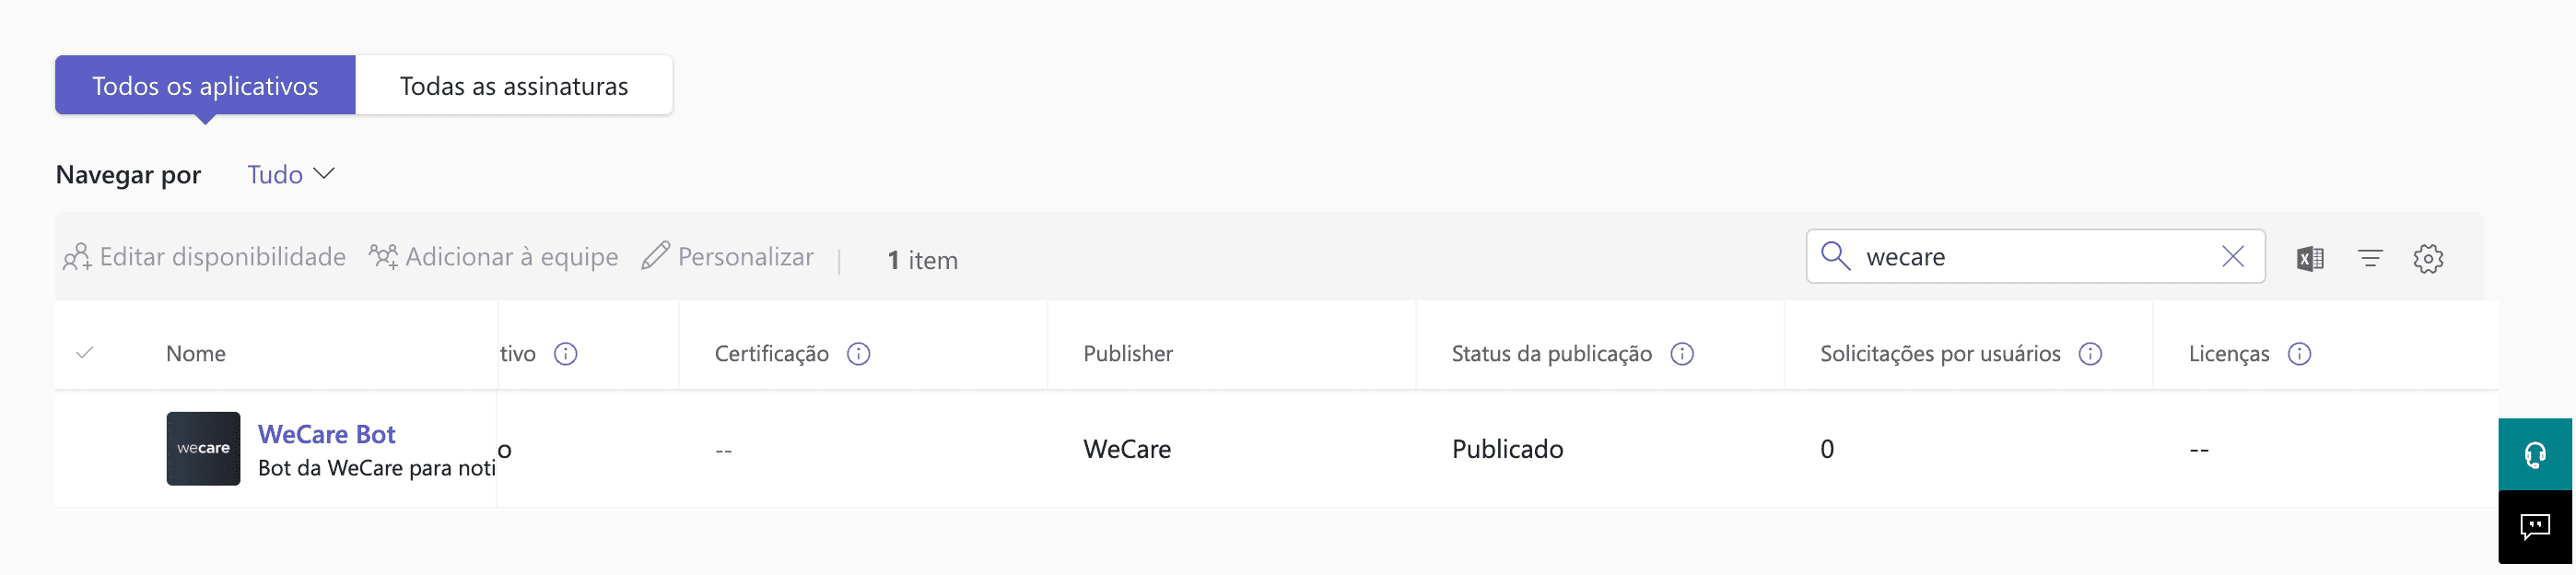 Todos os aplicativos
Todas as assinaturas
Navegar por Tudo
Editar disponibilidade Adicionar à equipe Personalizar 1 item wecare
Nome tivo Certificação Publisher Status da publicação Solicitações por usuários Licenças
wecare WeCare Bot o -- WeCare Publicado 0 --
Bot da WeCare para noti